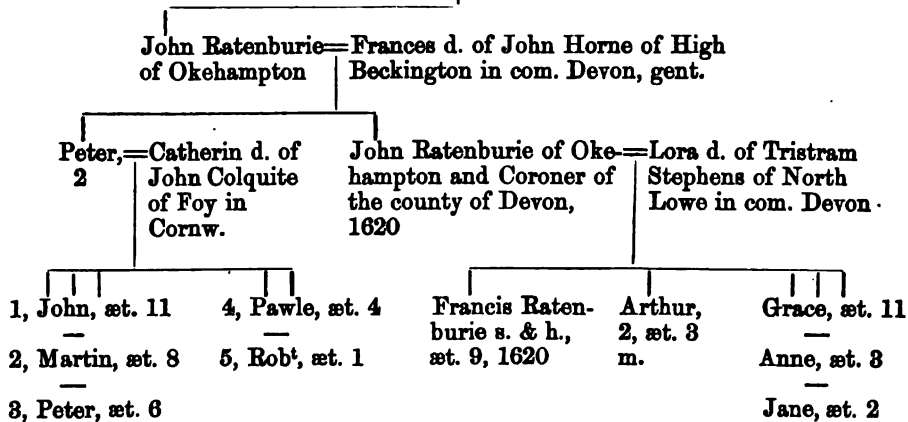 John Ratenburie=Frances d. of John Horne of High
of Okehampton
Beckington in com. Devon, gent.
Peter,=Catherin d. of
2
John Colquite
of Foy in
Cornw.
John Ratenburie of Oke-=Lora d. of Tristram
hampton and Coroner of
the county of Devon,
1620
Stephens of North
Lowe in com. Devon
1, John, æt. 11
2, Martin, æt. 8
3, Peter, æt. 6
4, Pawle, æt. 4
5, Robᵗ, æt. 1
Francis Raten-
burie s. & h.,
æt. 9, 1620
Arthur,
2, æt. 3
m.
Grace, æt. 11
Anne, æt. 3
Jane, æt. 2